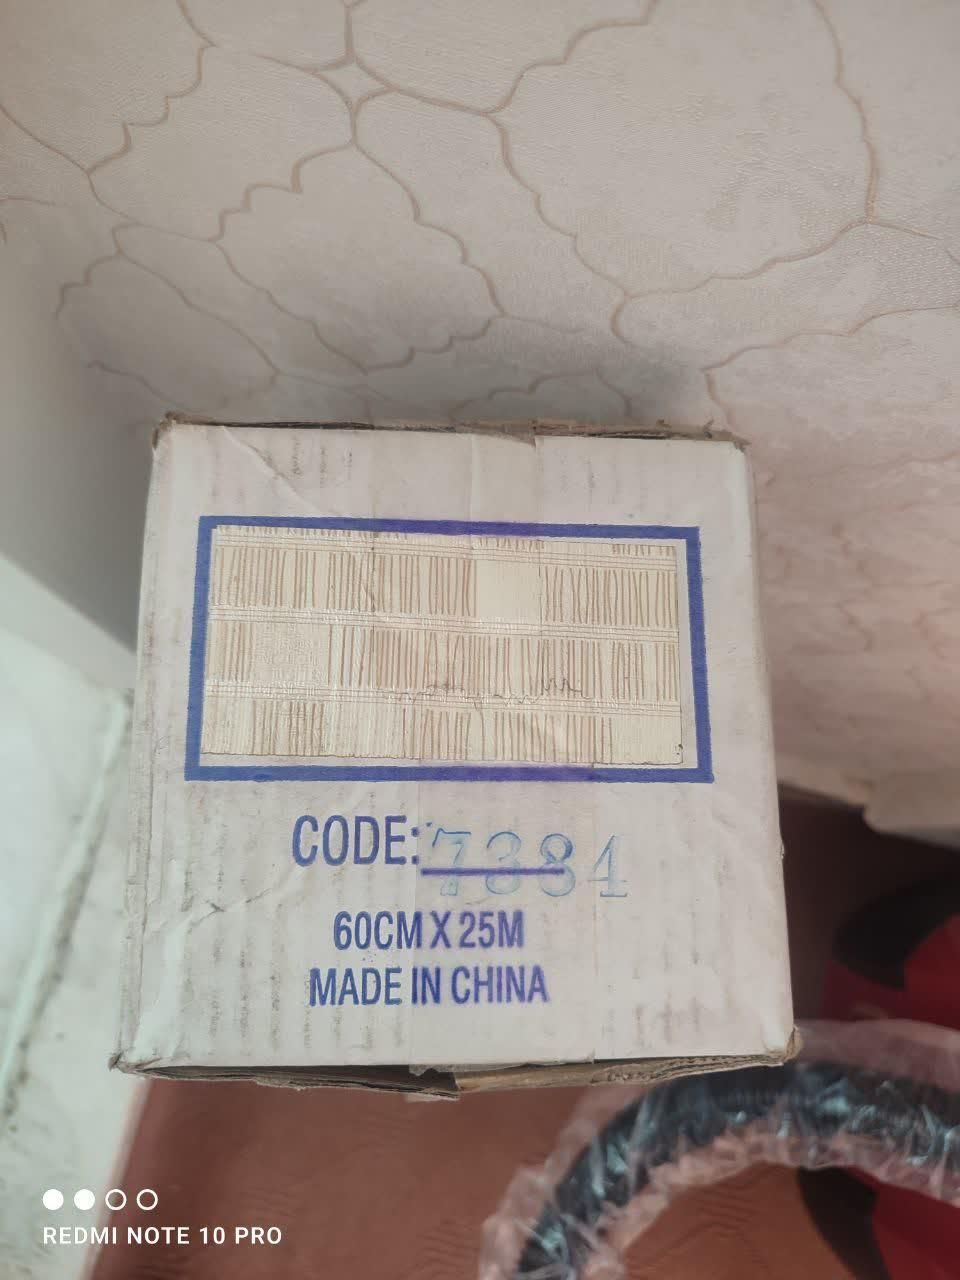 CODE: 7384
60CM X 25M
MADE IN CHINA
REDMI NOTE 10 PRO